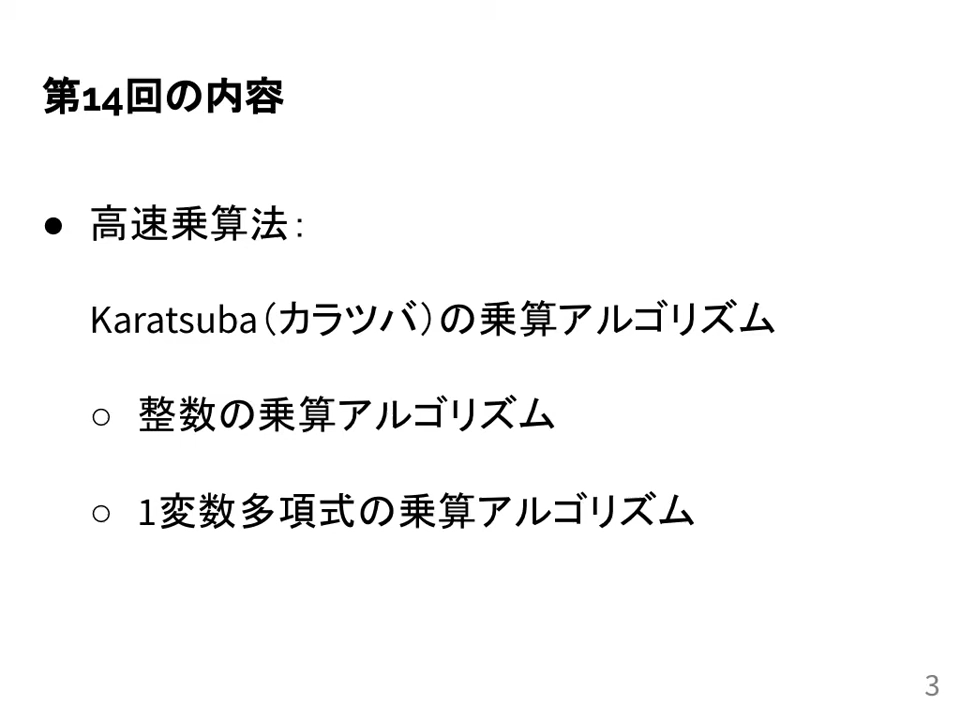 第14回の内容
● 高速乗算法：
Karatsuba（カラツバ）の乗算アルゴリズム
○ 整数の乗算アルゴリズム
○ 1変数多項式の乗算アルゴリズム
3